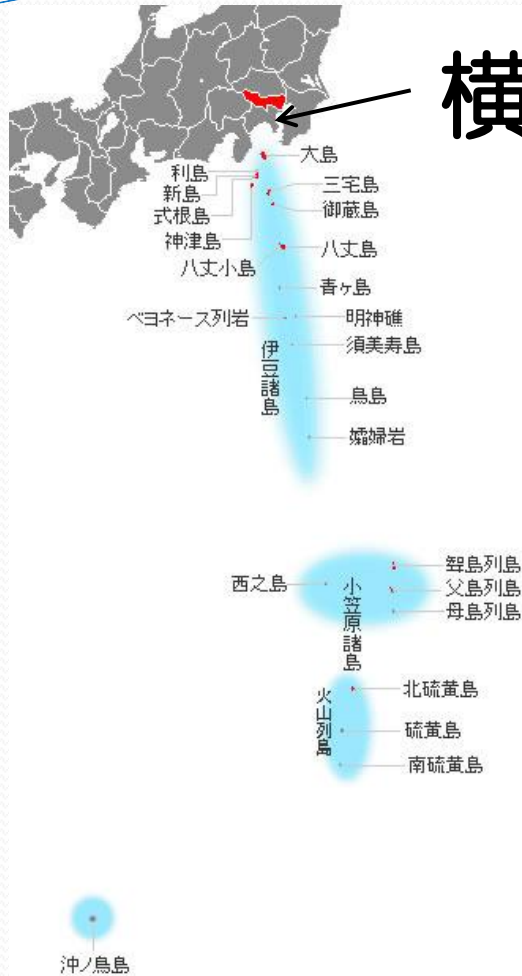 横
大島
利島
三宅島
新島
御蔵島
式根島
神津島
八丈島
八丈小島
青ヶ島
ベヨネース列岩
明神礁
須美寿島
伊豆諸島
鳥島
孀婦岩
聟島列島
西之島
小笠原諸島
父島列島
母島列島
北硫黄島
火山列島
硫黄島
南硫黄島
沖ノ鳥島